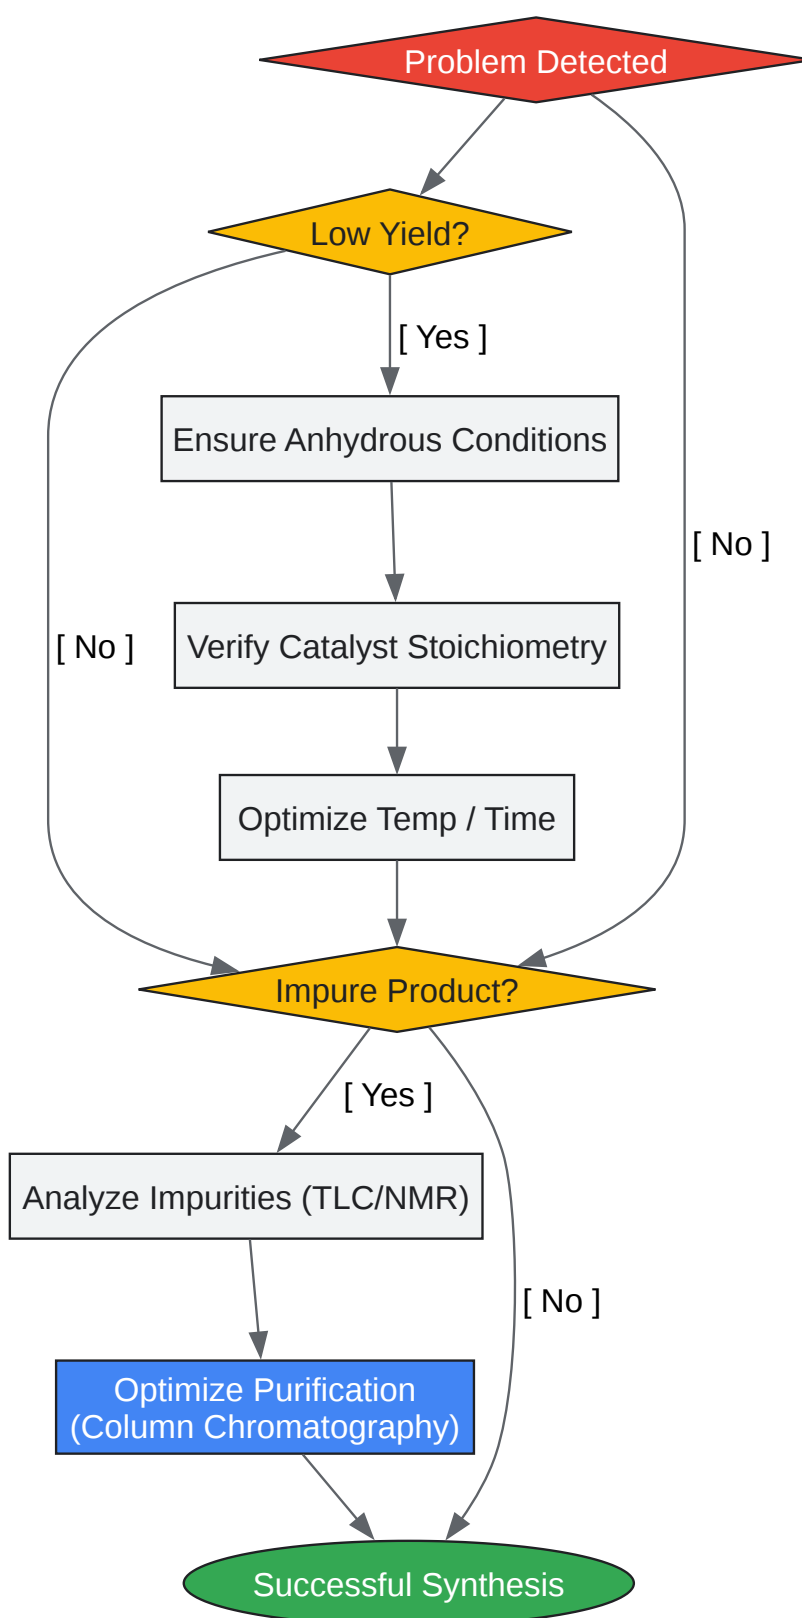 Problem Detected
Low Yield?
[ Yes ]
Ensure Anhydrous Conditions
[ No ]
[ No ]
Verify Catalyst Stoichiometry
Optimize Temp / Time
Impure Product?
[ Yes ]
Analyze Impurities (TLC/NMR)
[ No ]
Optimize Purification
(Column Chromatography)
Successful Synthesis